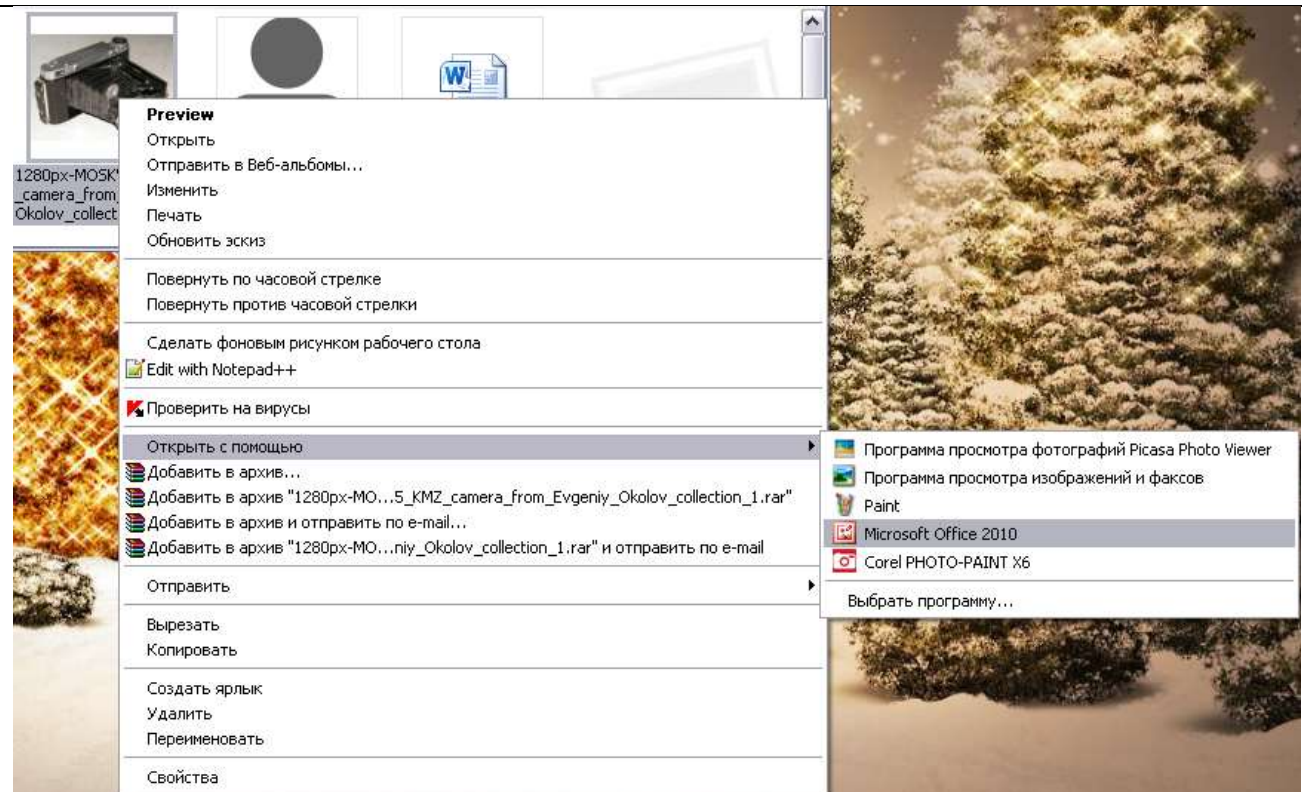 1280px-MOSK
_camera_from_
Okolov_collect
W
Preview
Открыть
Отправить в Веб-альбомы...
Изменить
Печать
Обновить эскиз
Повернуть по часовой стрелке
Повернуть против часовой стрелки
Сделать фоновым рисунком рабочего стола
Edit with Notepad++
Проверить на вирусы
Открыть с помощью
Добавить в архив...
Добавить в архив "1280px-MO...5_KMZ_camera_from_Evgeniy_Okolov_collection_1.rar"
Добавить в архив и отправить по e-mail...
Добавить в архив "1280px-MO...niy_Okolov_collection_1.rar" и отправить по e-mail
Отправить
Вырезать
Копировать
Создать ярлык
Удалить
Переименовать
Свойства
Программа просмотра фотографий Picasa Photo Viewer
Программа просмотра изображений и факсов
Paint
Microsoft Office 2010
Corel PHOTO-PAINT X6
Выбрать программу...